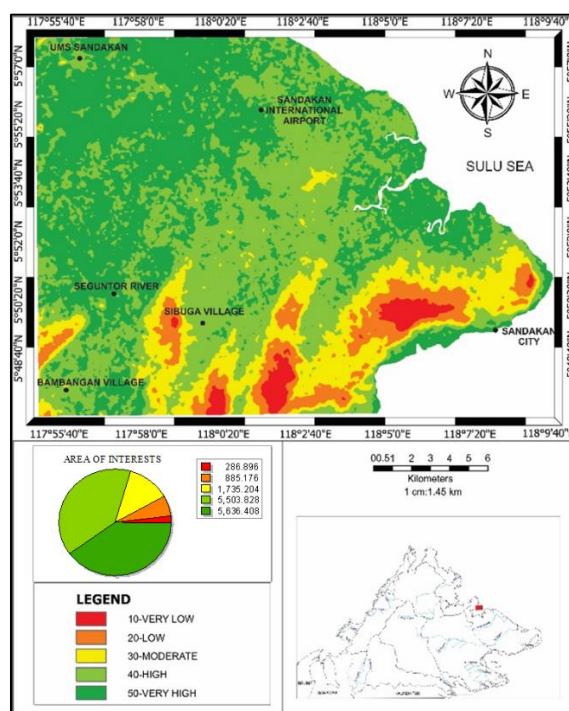 117°55'40"E 117°58'0"E 118°0'20"E 118°2'40"E 118°5'0"E 118°7'20"E 118°9'40"E
5°57'0"N
5°55'20"N
5°53'40"N
5°52'0"N
5°50'20"N
5°48'40"N
UMS SANDAKAN
SANDAKAN
INTERNATIONAL
AIRPORT
N
W E
S
SULU SEA
SEGUNTOR RIVER
SIBUGA VILLAGE
SANDAKAN
CITY
BAMBANGAN VILLAGE
117°55'40"E 117°58'0"E 118°0'20"E 118°2'40"E 118°5'0"E 118°7'20"E 118°9'40"E
AREA OF INTERESTS
286.896
885.176
1,735.204
5,503.828
5,636.408
00.51 2 3 4 5 6
Kilometers
1 cm:1.45 km
LEGEND
10-VERY LOW
20-LOW
30-MODERATE
40-HIGH
50-VERY HIGH